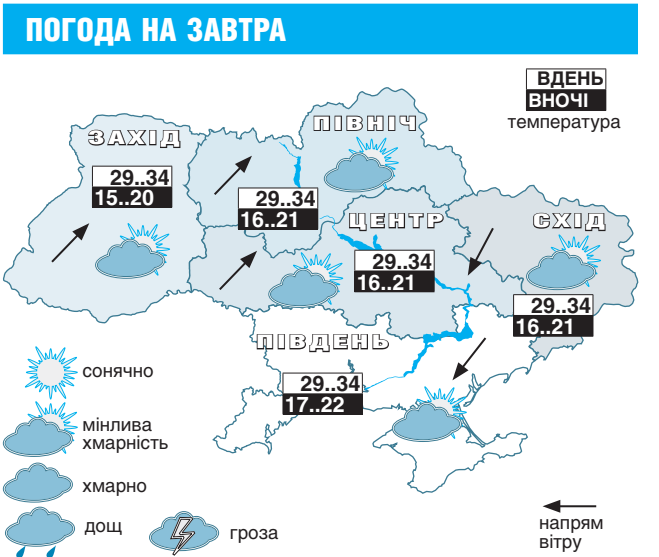 ПОГОДА НА ЗАВТРА
ВДЕНЬ
ВНОЧІ
температура
ЗАХІД
29..34
15..20
ПІВНІЧ
29..34
16..21
ЦЕНТР
29..34
16..21
СХІД
29..34
16..21
ПІВДЕНЬ
29..34
17..22
сонячно
мінлива
хмарність
хмарно
дощ
гроза
напрям
вітру